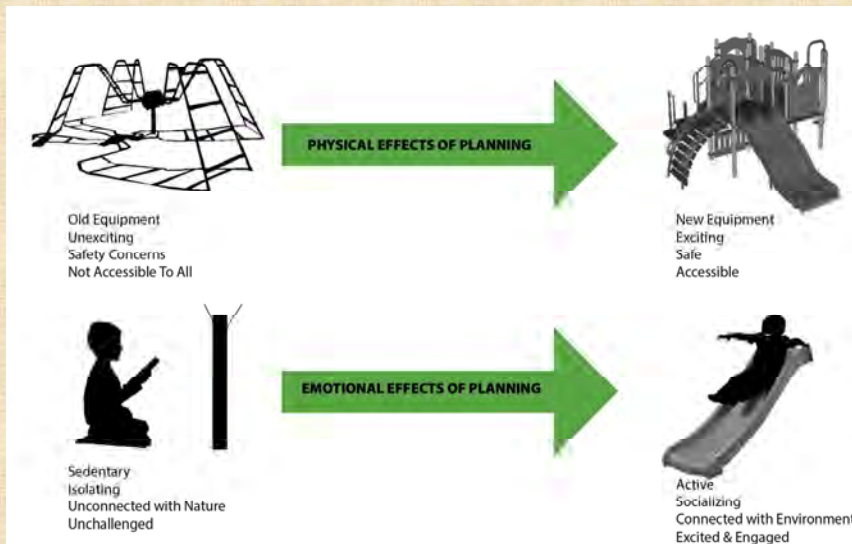 PHYSICAL EFFECTS OF PLANNING
Old Equipment
Unexciting
Safety Concerns
Not Accessible To All
New Equipment
Exciting
Safe
Accessible
EMOTIONAL EFFECTS OF PLANNING
Sedentary
Isolating
Unconnected with Nature
Unchallenged
Active
Socializing
Connected with Environment
Excited & Engaged